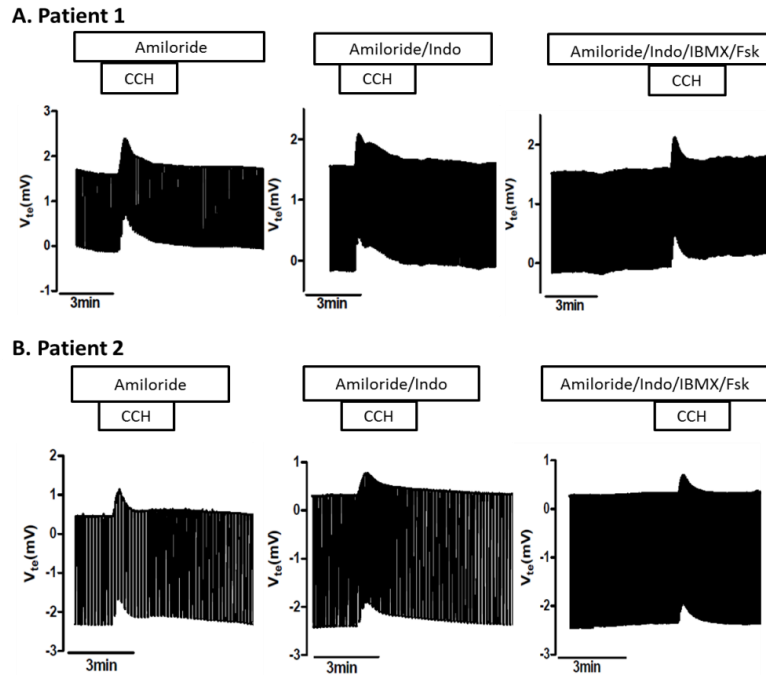 A. Patient 1
Amiloride
CCH
Amiloride/Indo
CCH
Amiloride/Indo/IBMX/Fsk
CCH
3
2
1
0
-1
Vte(mV)
3min
2
1
0
Vte(mV)
3min
2
1
0
Vte(mV)
3min
B. Patient 2
Amiloride
CCH
Amiloride/Indo
CCH
Amiloride/Indo/IBMX/Fsk
CCH
2
1
0
-1
-2
-3
Vte(mV)
3min
1
0
-1
-2
-3
Vte(mV)
3min
1
0
-1
-2
-3
Vte(mV)
3min